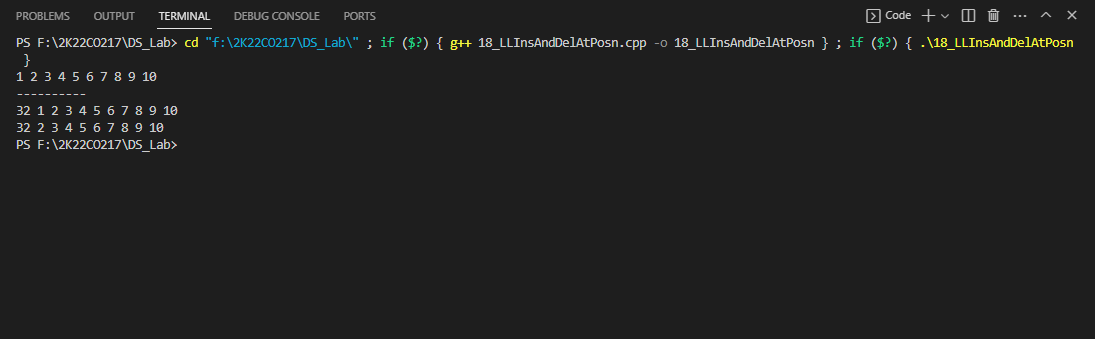 PROBLEMS OUTPUT TERMINAL DEBUG CONSOLE PORTS Code
PS F:\2K22CO217\DS_Lab> cd "f:\2K22CO217\DS_Lab\" ; if ($?) { g++ 18_LLInsAndDelAtPosn.cpp -o 18_LLInsAndDelAtPosn } ; if ($?) { .\18_LLInsAndDelAtPosn
}
1 2 3 4 5 6 7 8 9 10
----------
32 1 2 3 4 5 6 7 8 9 10
32 2 3 4 5 6 7 8 9 10
PS F:\2K22CO217\DS_Lab>